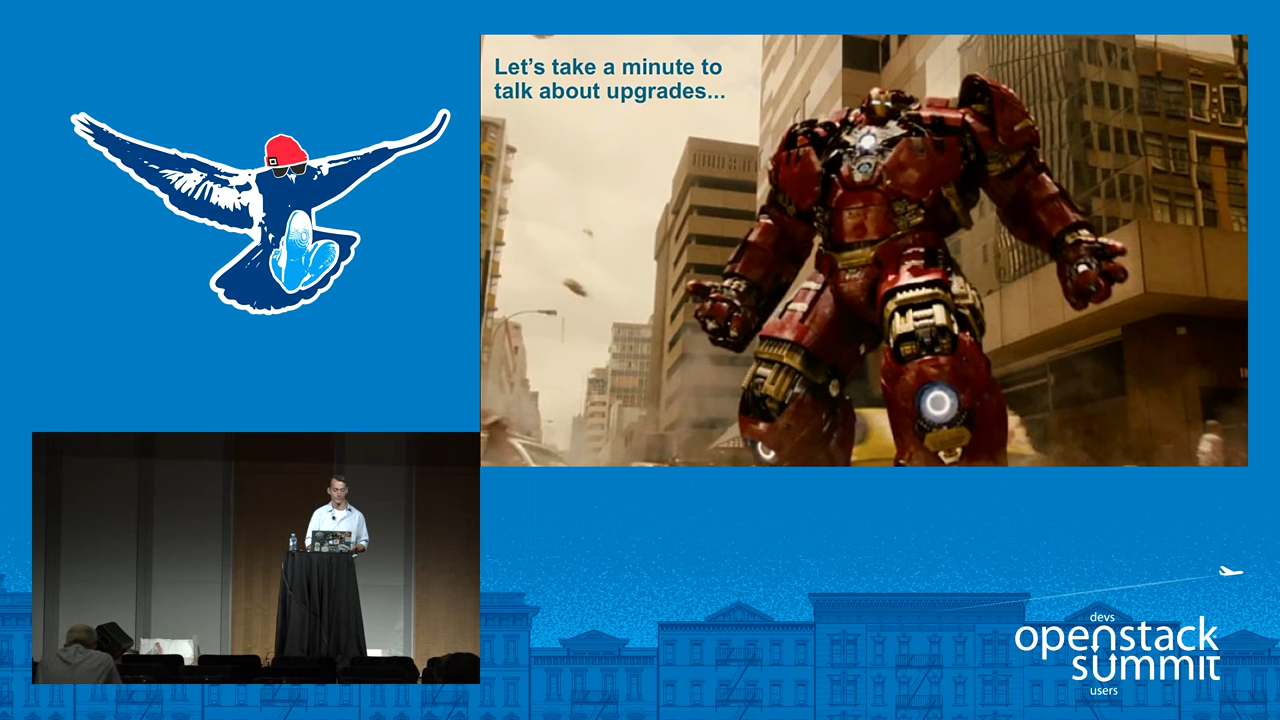 Let's take a minute to
talk about upgrades...
devs
openstack
summit
users